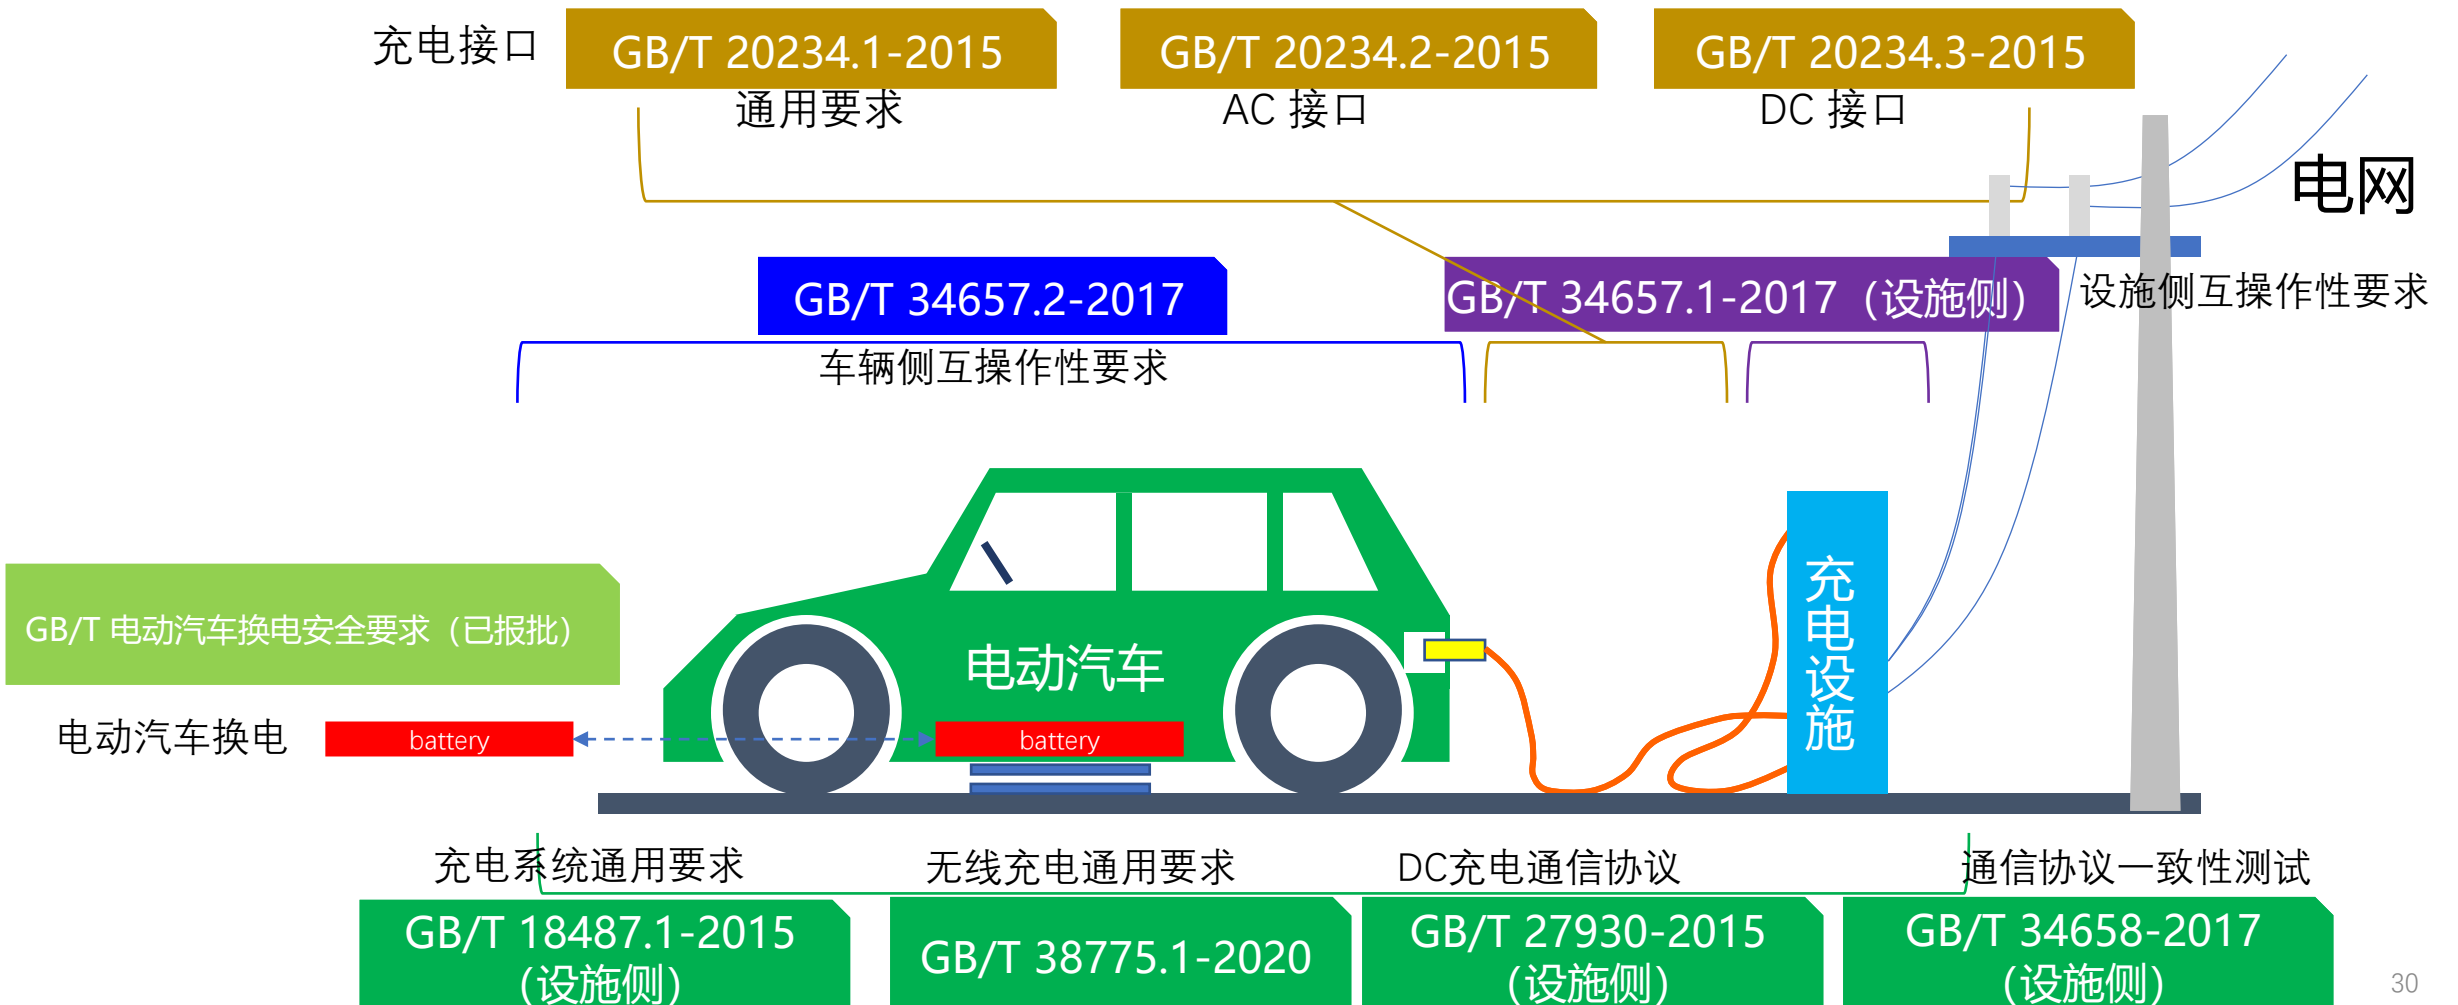 充电接口
GB/T 20234.1-2015
GB/T 20234.2-2015
GB/T 20234.3-2015
通用要求
AC 接口
DC 接口
电网
GB/T 34657.2-2017
GB/T 34657.1-2017（设施侧）
设施侧互操作性要求
车辆侧互操作性要求
充电设施
GB/T 电动汽车换电安全要求（已报批）
电动汽车
电动汽车换电
battery
battery
充电系统通用要求
无线充电通用要求
DC充电通信协议
通信协议一致性测试
GB/T 18487.1-2015
（设施侧）
GB/T 38775.1-2020
GB/T 27930-2015
（设施侧）
GB/T 34658-2017
（设施侧）
30